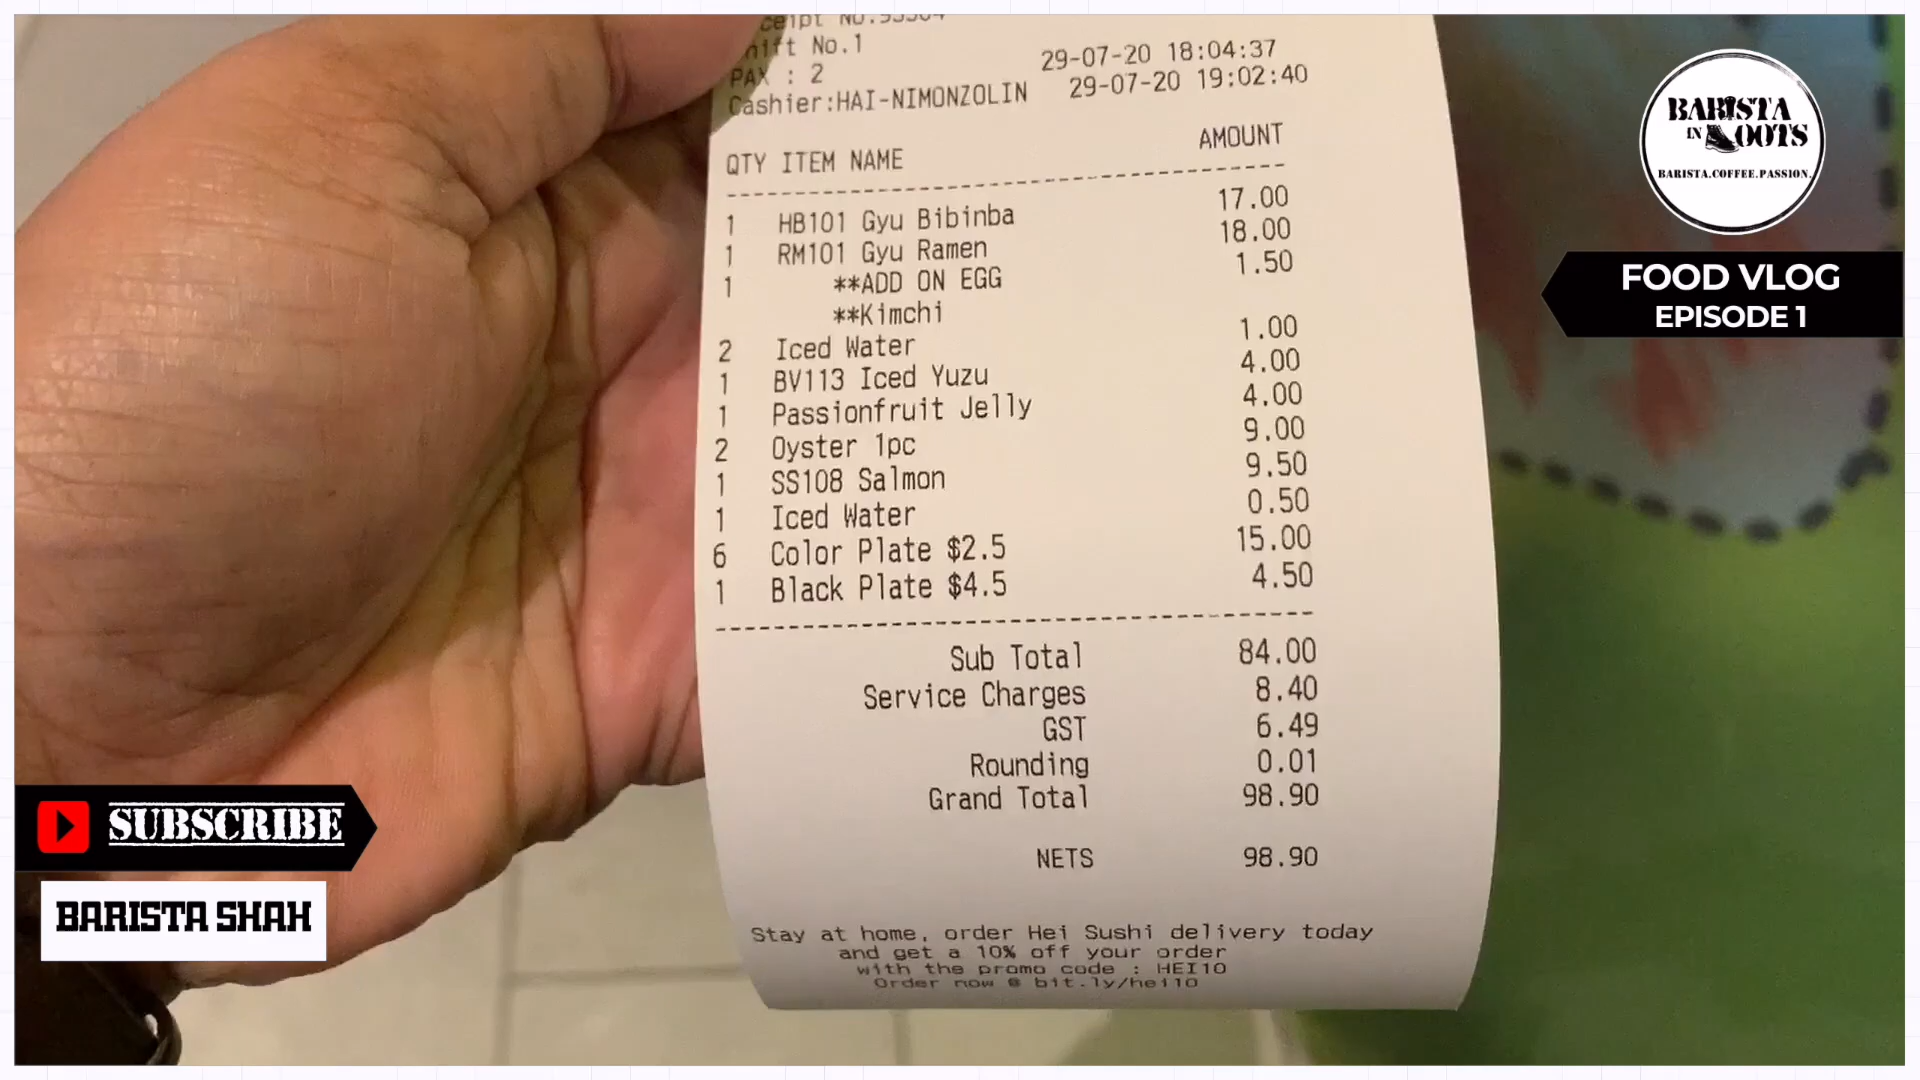 Shift No.1
PAX : 2
29-07-20 18:04:37
Cashier:HAI-NIMONZOLIN 29-07-20 19:02:40
QTY ITEM NAME AMOUNT
1 HB101 Gyu Bibinba 17.00
1 RM101 Gyu Ramen 18.00
1 **ADD ON EGG 1.50
**Kimchi
2 Iced Water 1.00
1 BV113 Iced Yuzu 4.00
1 Passionfruit Jelly 4.00
2 Oyster 1pc 9.00
1 SS108 Salmon 9.50
1 Iced Water 0.50
6 Color Plate $2.5 15.00
1 Black Plate $4.5 4.50
Sub Total 84.00
Service Charges 8.40
GST 6.49
Rounding 0.01
Grand Total 98.90
NETS 98.90
Stay at home, order Hei Sushi delivery today
and get a 10% off your order
with the promo code : HEI10
Order now @ bit.ly/hei10
BARISTA
IN BOOTS
BARISTA.COFFEE.PASSION.
FOOD VLOG
EPISODE 1
SUBSCRIBE
BARISTA SHAH